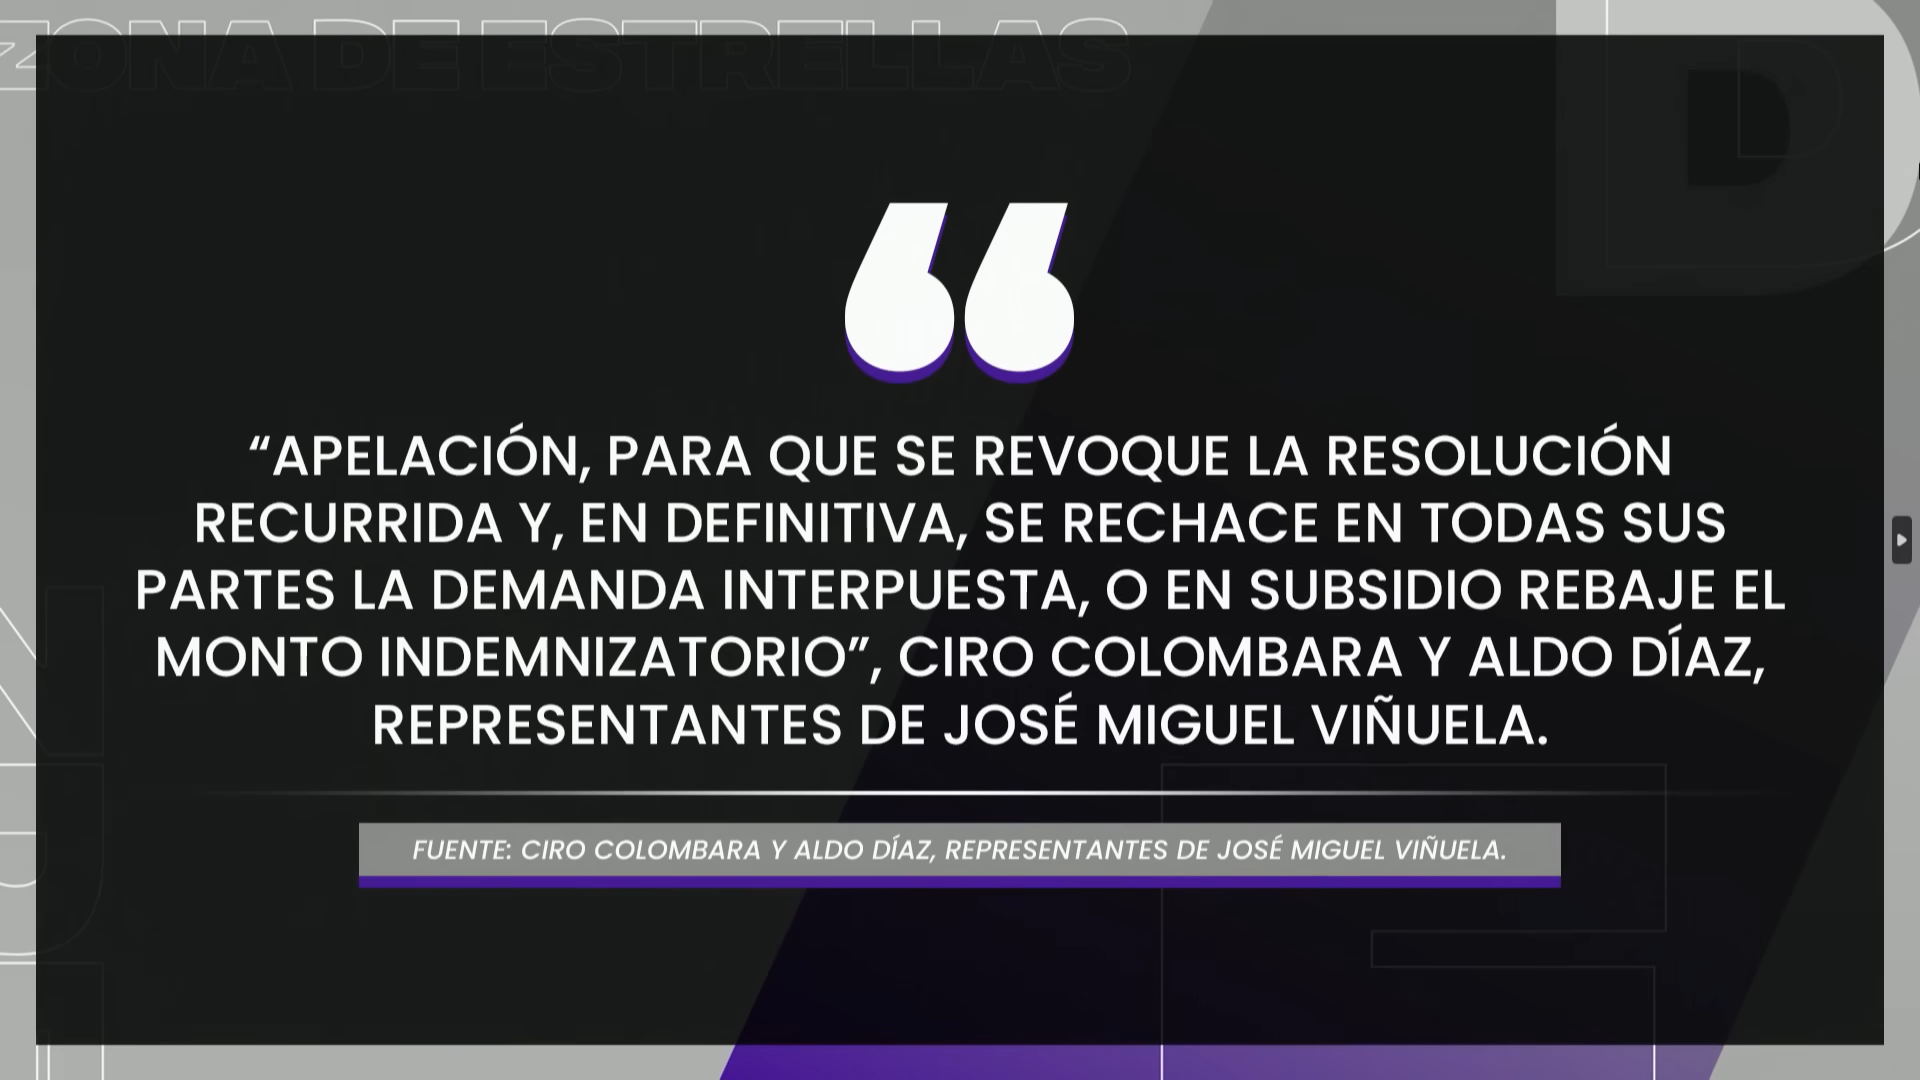 ZONA DE ESTRELLAS
D
“APELACIÓN, PARA QUE SE REVOQUE LA RESOLUCIÓN
RECURRIDA Y, EN DEFINITIVA, SE RECHACE EN TODAS SUS
PARTES LA DEMANDA INTERPUESTA, O EN SUBSIDIO REBAJE EL
MONTO INDEMNIZATORIO”, CIRO COLOMBARA Y ALDO DÍAZ,
REPRESENTANTES DE JOSÉ MIGUEL VIÑUELA.
FUENTE: CIRO COLOMBARA Y ALDO DÍAZ, REPRESENTANTES DE JOSÉ MIGUEL VIÑUELA.